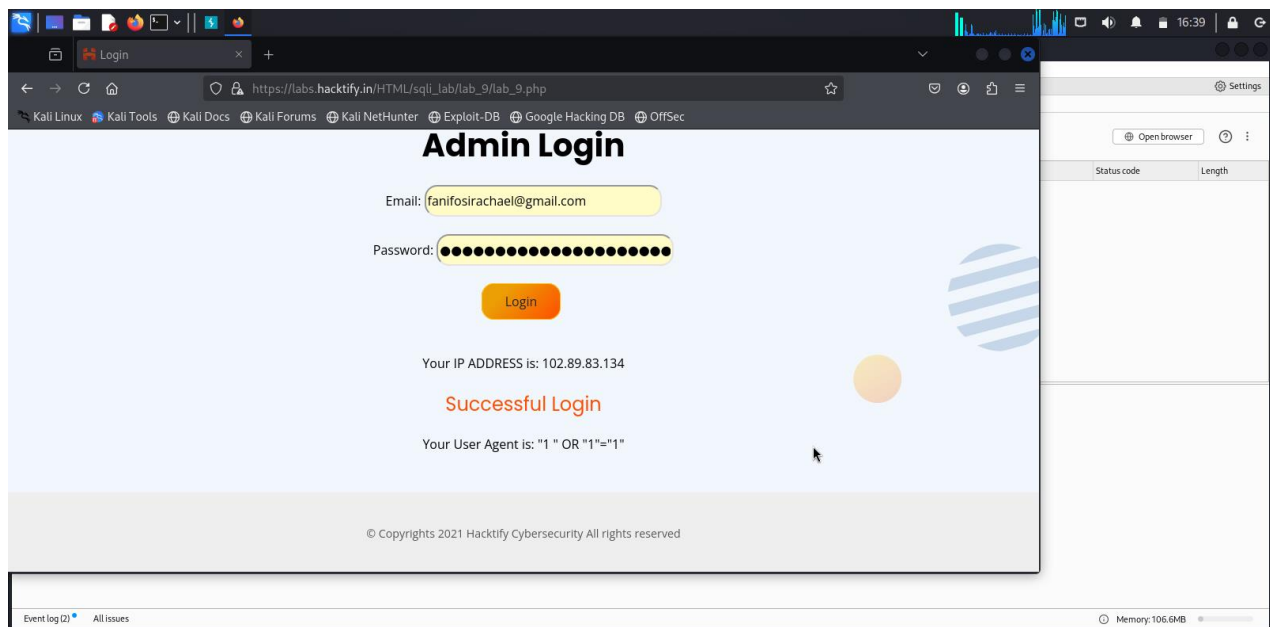 16:39
Login
https://labs.hacktify.in/HTML/sqli_lab/lab_9/lab_9.php
Settings
Kali Linux Kali Tools Kali Docs Kali Forums Kali NetHunter Exploit-DB Google Hacking DB OffSec
Open browser
Status code Length
Admin Login
Email: fanifosirachael@gmail.com
Password: ●●●●●●●●●●●●●●●●●●●●●
Login
Your IP ADDRESS is: 102.89.83.134
Successful Login
Your User Agent is: "1 " OR "1"="1"
© Copyrights 2021 Hacktify Cybersecurity All rights reserved
Event log (2) All issues
Memory: 106.6MB